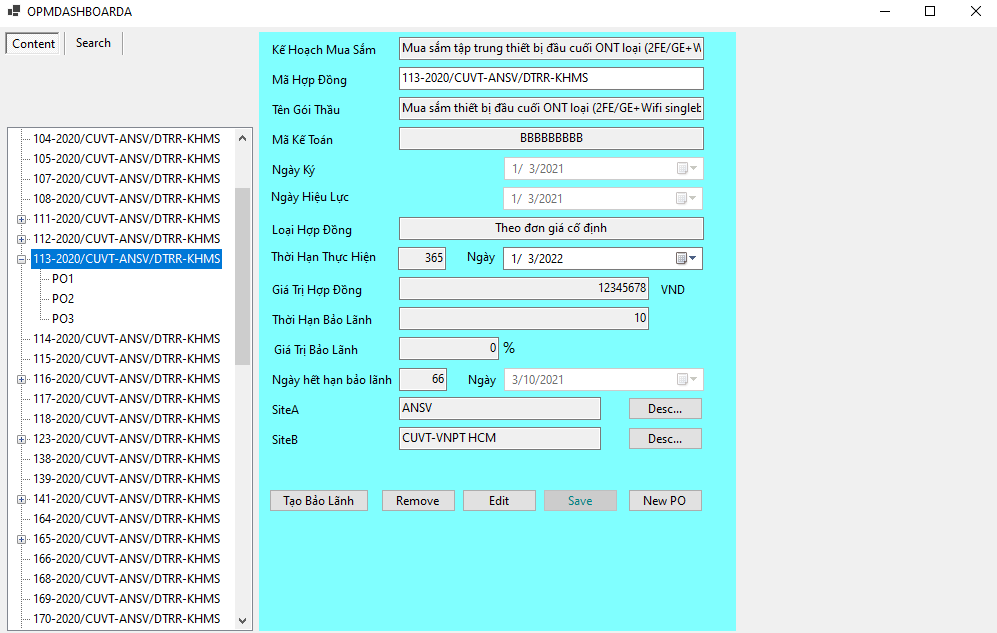 OPMDASHBOARDA
Content Search
104-2020/CUVT-ANSV/DTRR-KHMS
105-2020/CUVT-ANSV/DTRR-KHMS
107-2020/CUVT-ANSV/DTRR-KHMS
108-2020/CUVT-ANSV/DTRR-KHMS
111-2020/CUVT-ANSV/DTRR-KHMS
112-2020/CUVT-ANSV/DTRR-KHMS
113-2020/CUVT-ANSV/DTRR-KHMS
PO1
PO2
PO3
114-2020/CUVT-ANSV/DTRR-KHMS
115-2020/CUVT-ANSV/DTRR-KHMS
116-2020/CUVT-ANSV/DTRR-KHMS
117-2020/CUVT-ANSV/DTRR-KHMS
118-2020/CUVT-ANSV/DTRR-KHMS
123-2020/CUVT-ANSV/DTRR-KHMS
138-2020/CUVT-ANSV/DTRR-KHMS
139-2020/CUVT-ANSV/DTRR-KHMS
141-2020/CUVT-ANSV/DTRR-KHMS
164-2020/CUVT-ANSV/DTRR-KHMS
165-2020/CUVT-ANSV/DTRR-KHMS
166-2020/CUVT-ANSV/DTRR-KHMS
168-2020/CUVT-ANSV/DTRR-KHMS
169-2020/CUVT-ANSV/DTRR-KHMS
170-2020/CUVT-ANSV/DTRR-KHMS
Kế Hoạch Mua Sắm Mua sắm tập trung thiết bị đầu cuối ONT loại (2FE/GE+W
Mã Hợp Đồng 113-2020/CUVT-ANSV/DTRR-KHMS
Tên Gói Thầu Mua sắm thiết bị đầu cuối ONT loại (2FE/GE+Wifi singleb
Mã Kế Toán BBBBBBBBB
Ngày Ký 1/ 3/2021
Ngày Hiệu Lực 1/ 3/2021
Loại Hợp Đồng Theo đơn giá cố định
Thời Hạn Thực Hiện 365 Ngày 1/ 3/2022
Giá Trị Hợp Đồng 12345678 VND
Thời Hạn Bảo Lãnh 10
Giá Trị Bảo Lãnh 0 %
Ngày hết hạn bảo lãnh 66 Ngày 3/10/2021
SiteA ANSV Desc...
SiteB CUVT-VNPT HCM Desc...
Tạo Bảo Lãnh Remove Edit Save New PO